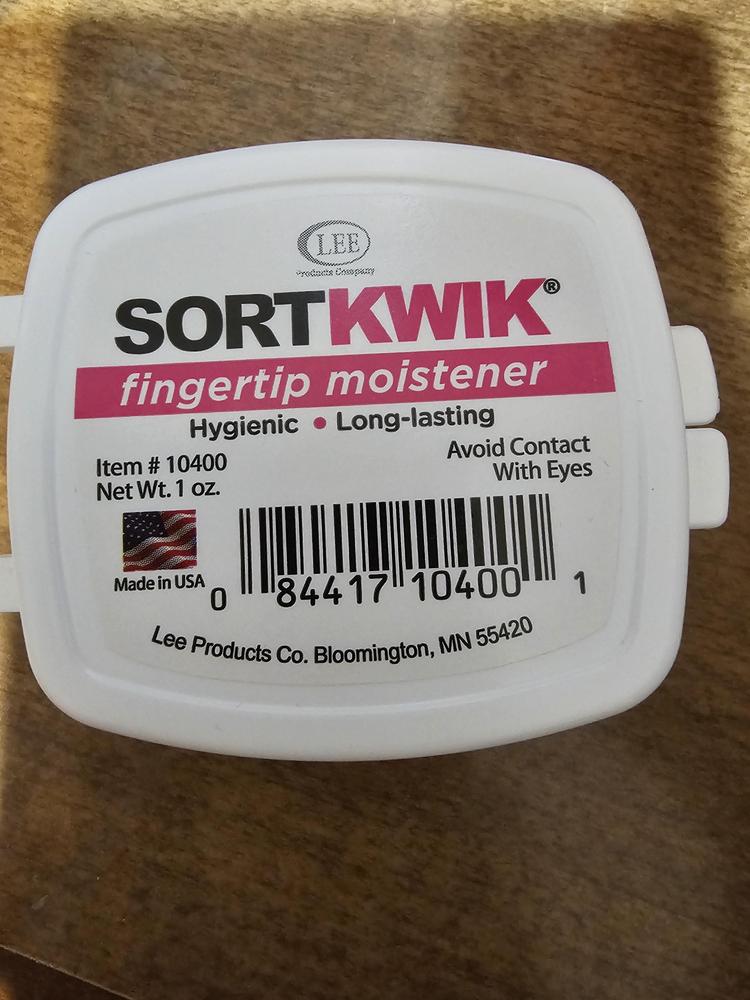 LEE
Products Company
SORTKWIK®
fingertip moistener
Hygienic • Long-lasting
Item # 10400
Net Wt. 1 oz.
Avoid Contact
With Eyes
Made in USA
0 84417 10400 1
Lee Products Co. Bloomington, MN 55420